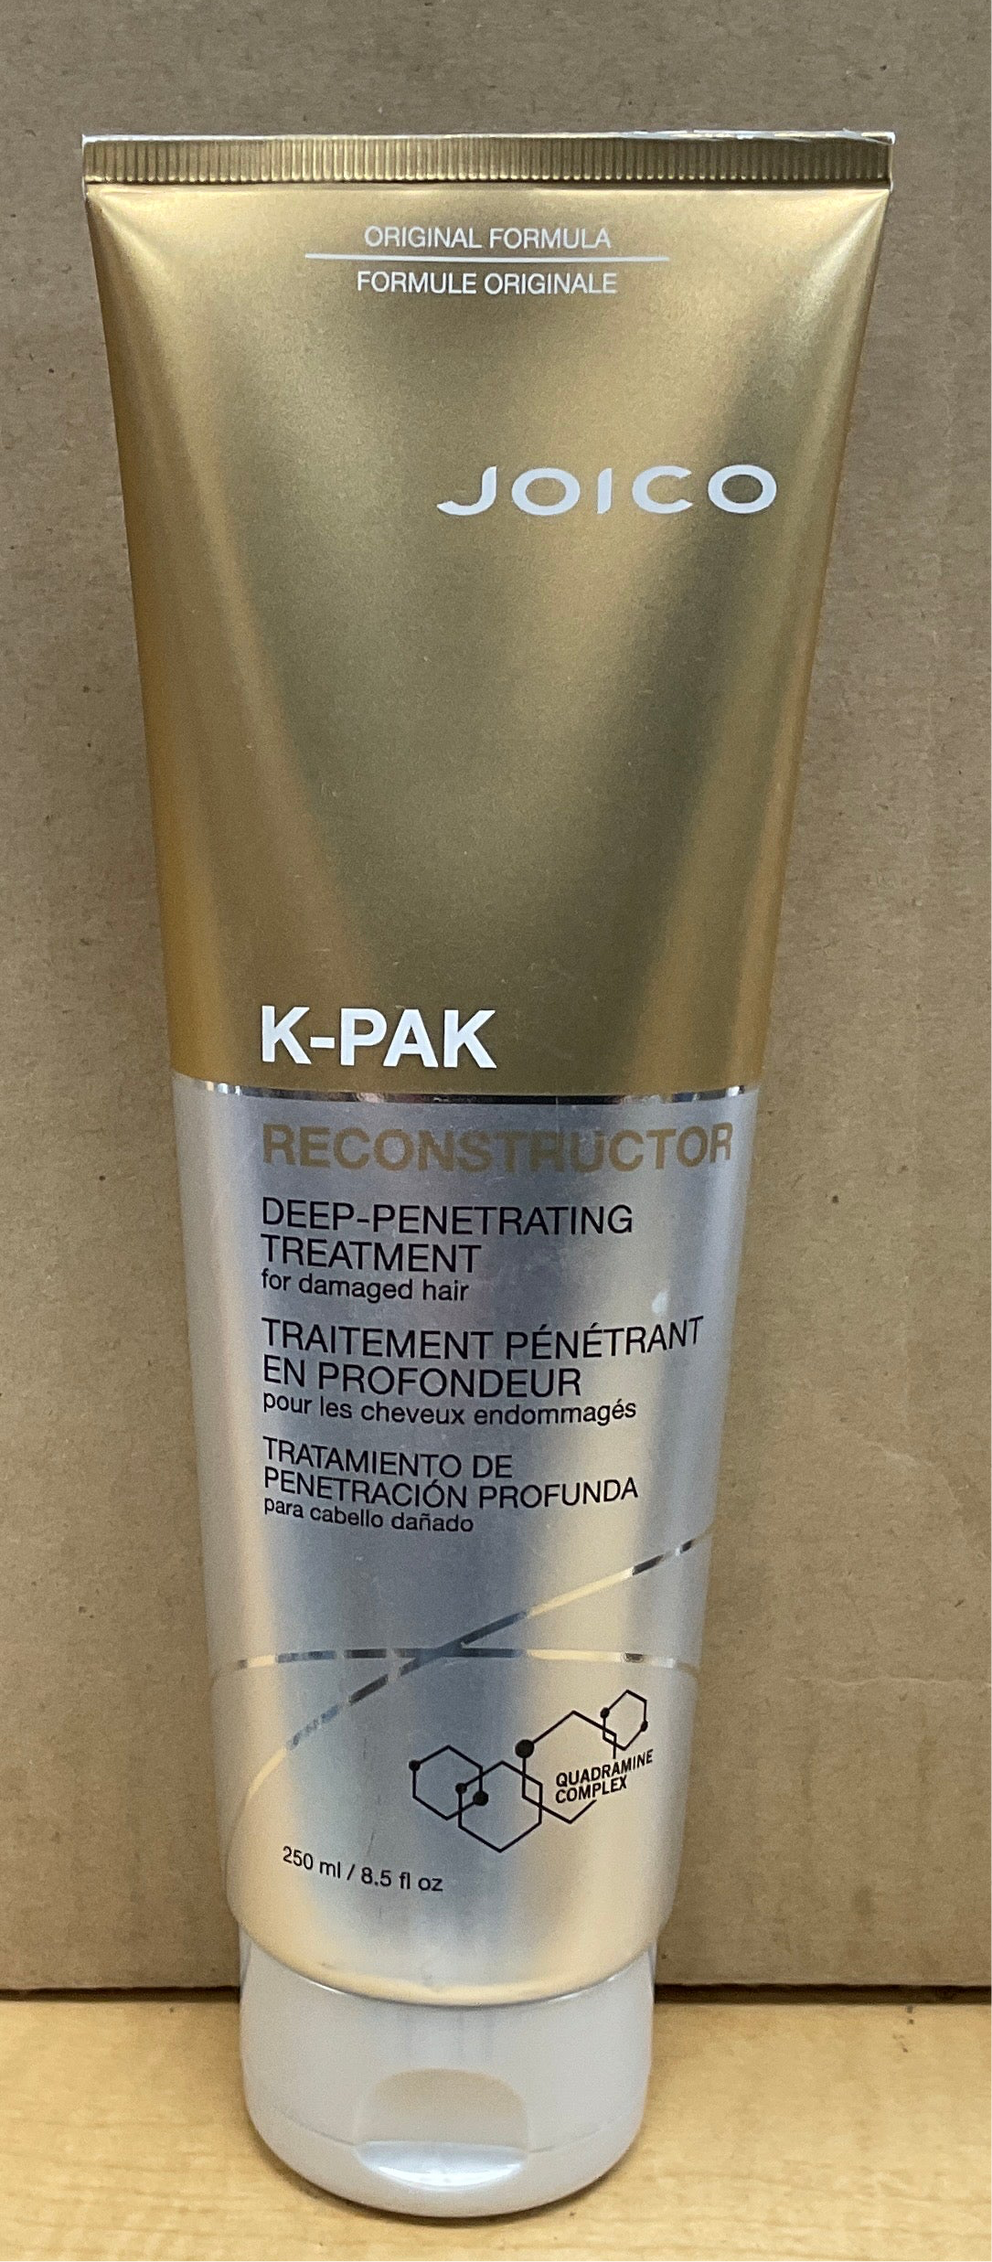 ORIGINAL FORMULA
FORMULE ORIGINALE
JOICO
K-PAK
RECONSTRUCTOR
DEEP-PENETRATING
TREATMENT
for damaged hair
TRAITEMENT PÉNÉTRANT
EN PROFONDEUR
pour les cheveux endommagés
TRATAMIENTO DE
PENETRACIÓN PROFUNDA
para cabello dañado
QUADRAMINE
COMPLEX
250 ml / 8.5 fl oz